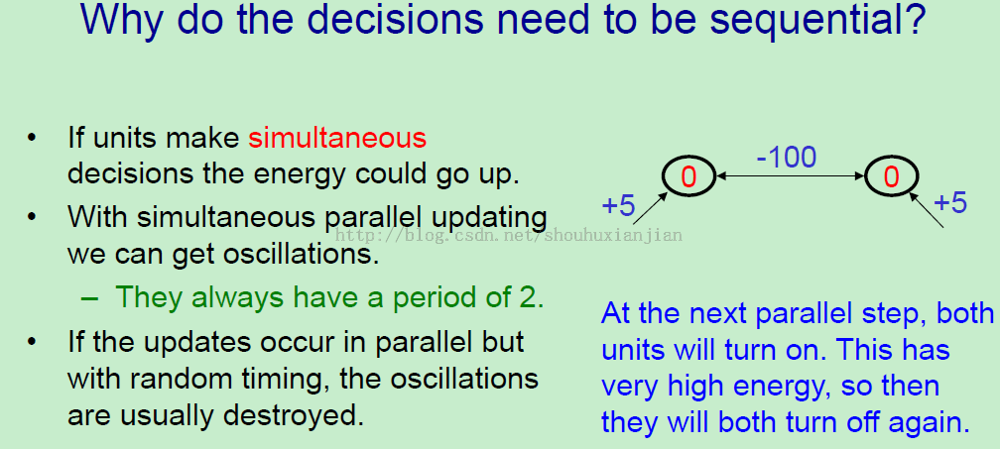 Why do the decisions need to be sequential?
• If units make simultaneous
decisions the energy could go up.
• With simultaneous parallel updating
we can get oscillations.
– They always have a period of 2.
• If the updates occur in parallel but
with random timing, the oscillations
are usually destroyed.
http://blog.csdn.net/shouhuxianjian
-100
0 0
+5 +5
At the next parallel step, both
units will turn on. This has
very high energy, so then
they will both turn off again.